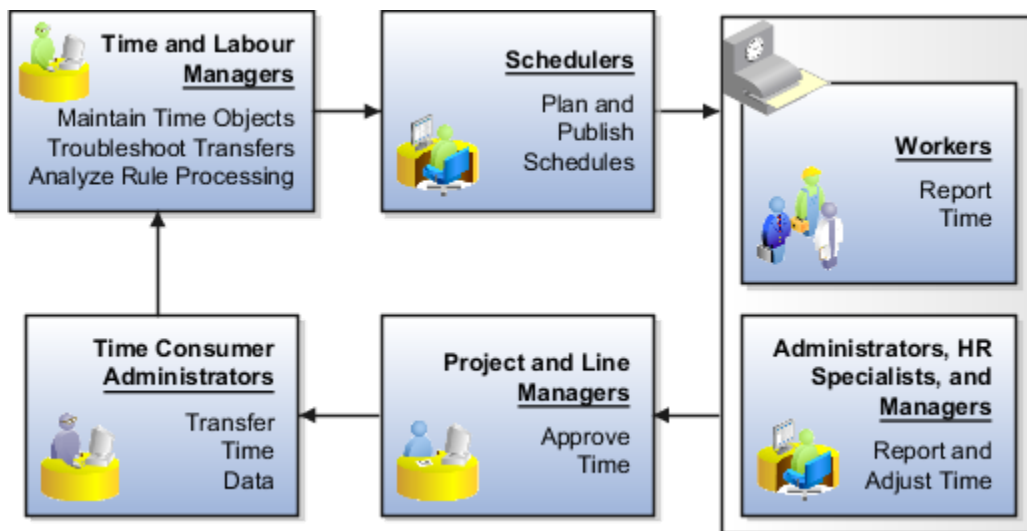 Time and Labour
Managers
Maintain Time Objects
Troubleshoot Transfers
Analyze Rule Processing
Schedulers
Plan and
Publish
Schedules
Workers
Report
Time
Administrators, HR
Specialists, and
Managers
Report and
Adjust Time
Project and Line
Managers
Approve
Time
Time Consumer
Administrators
Transfer
Time
Data